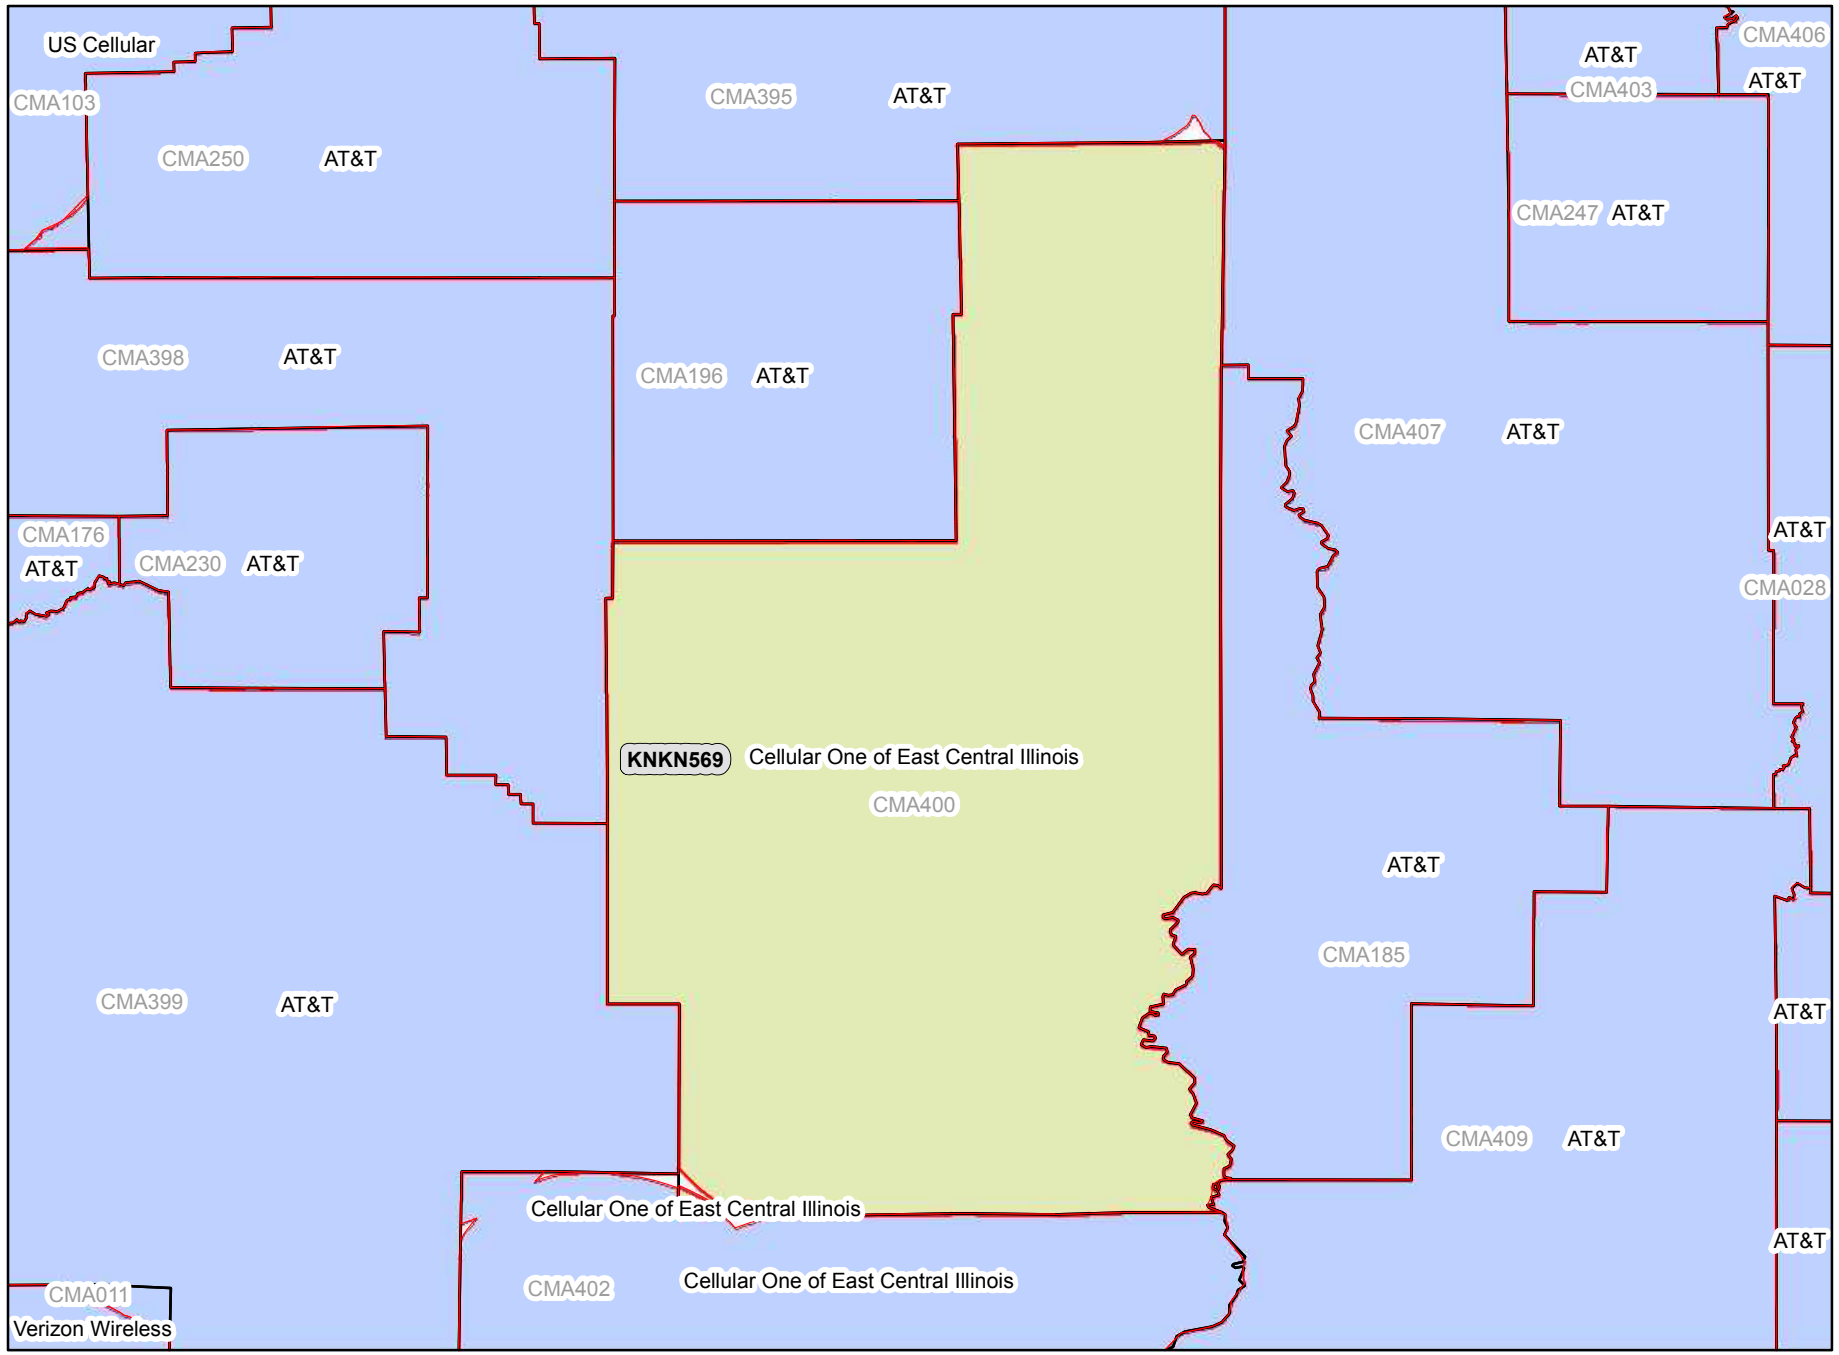 US Cellular
CMA406
AT&T
AT&T
CMA403
CMA103
CMA395 AT&T
CMA250 AT&T
CMA247 AT&T
CMA398 AT&T
CMA196 AT&T
CMA407 AT&T
CMA176
AT&T
CMA230 AT&T
AT&T
CMA028
KNKN569 Cellular One of East Central Illinois
CMA400
AT&T
CMA185
CMA399 AT&T
AT&T
CMA409 AT&T
Cellular One of East Central Illinois
AT&T
CMA402 Cellular One of East Central Illinois
CMA011
Verizon Wireless